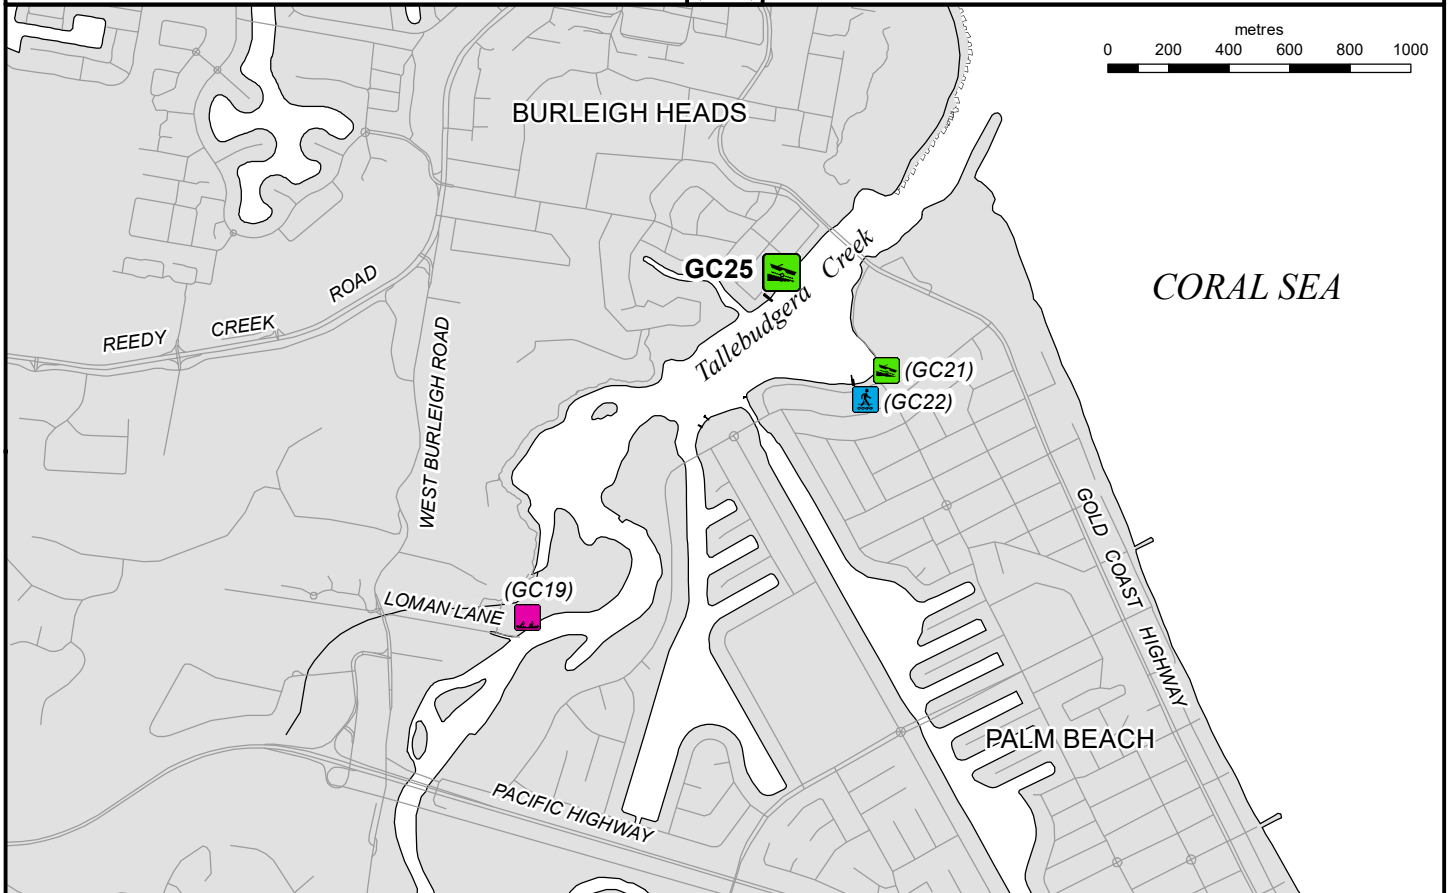 metres
0 200 400 600 800 1000
BURLEIGH HEADS
Tallebudgera Creek
GC25
CORAL SEA
REEDY CREEK ROAD
WEST BURLEIGH ROAD
(GC21)
(GC22)
GOLD COAST HIGHWAY
(GC19)
LOMAN LANE
PALM BEACH
PACIFIC HIGHWAY